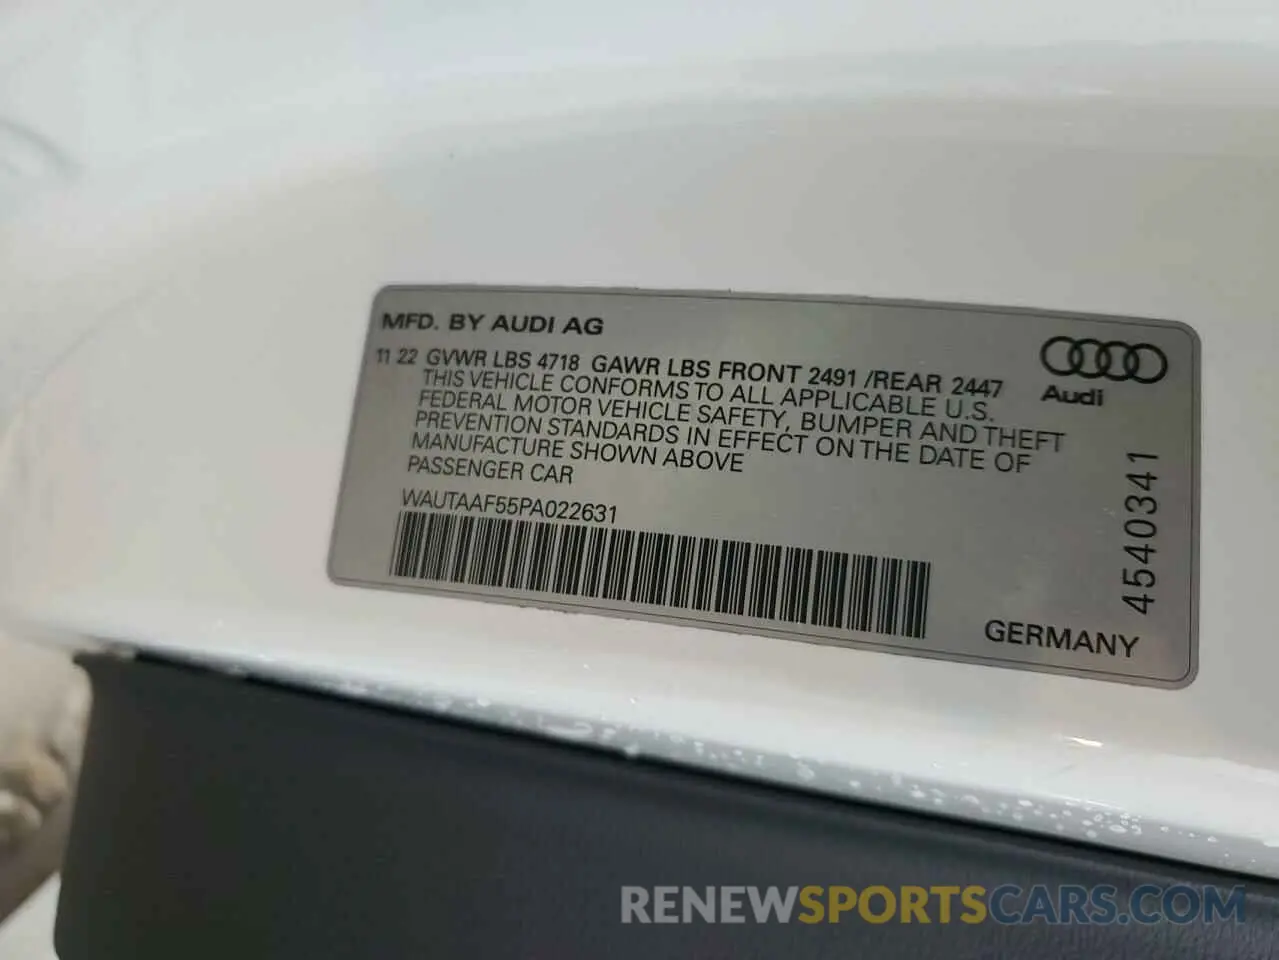 MFD. BY AUDI AG
11 22 GVWR LBS 4718 GAWR LBS FRONT 2491 /REAR 2447
THIS VEHICLE CONFORMS TO ALL APPLICABLE U.S.
FEDERAL MOTOR VEHICLE SAFETY, BUMPER AND THEFT
PREVENTION STANDARDS IN EFFECT ON THE DATE OF
MANUFACTURE SHOWN ABOVE
PASSENGER CAR
WAUTAAF55PA022631
Audi
4540341
GERMANY
RENEWSPORTSCARS.COM